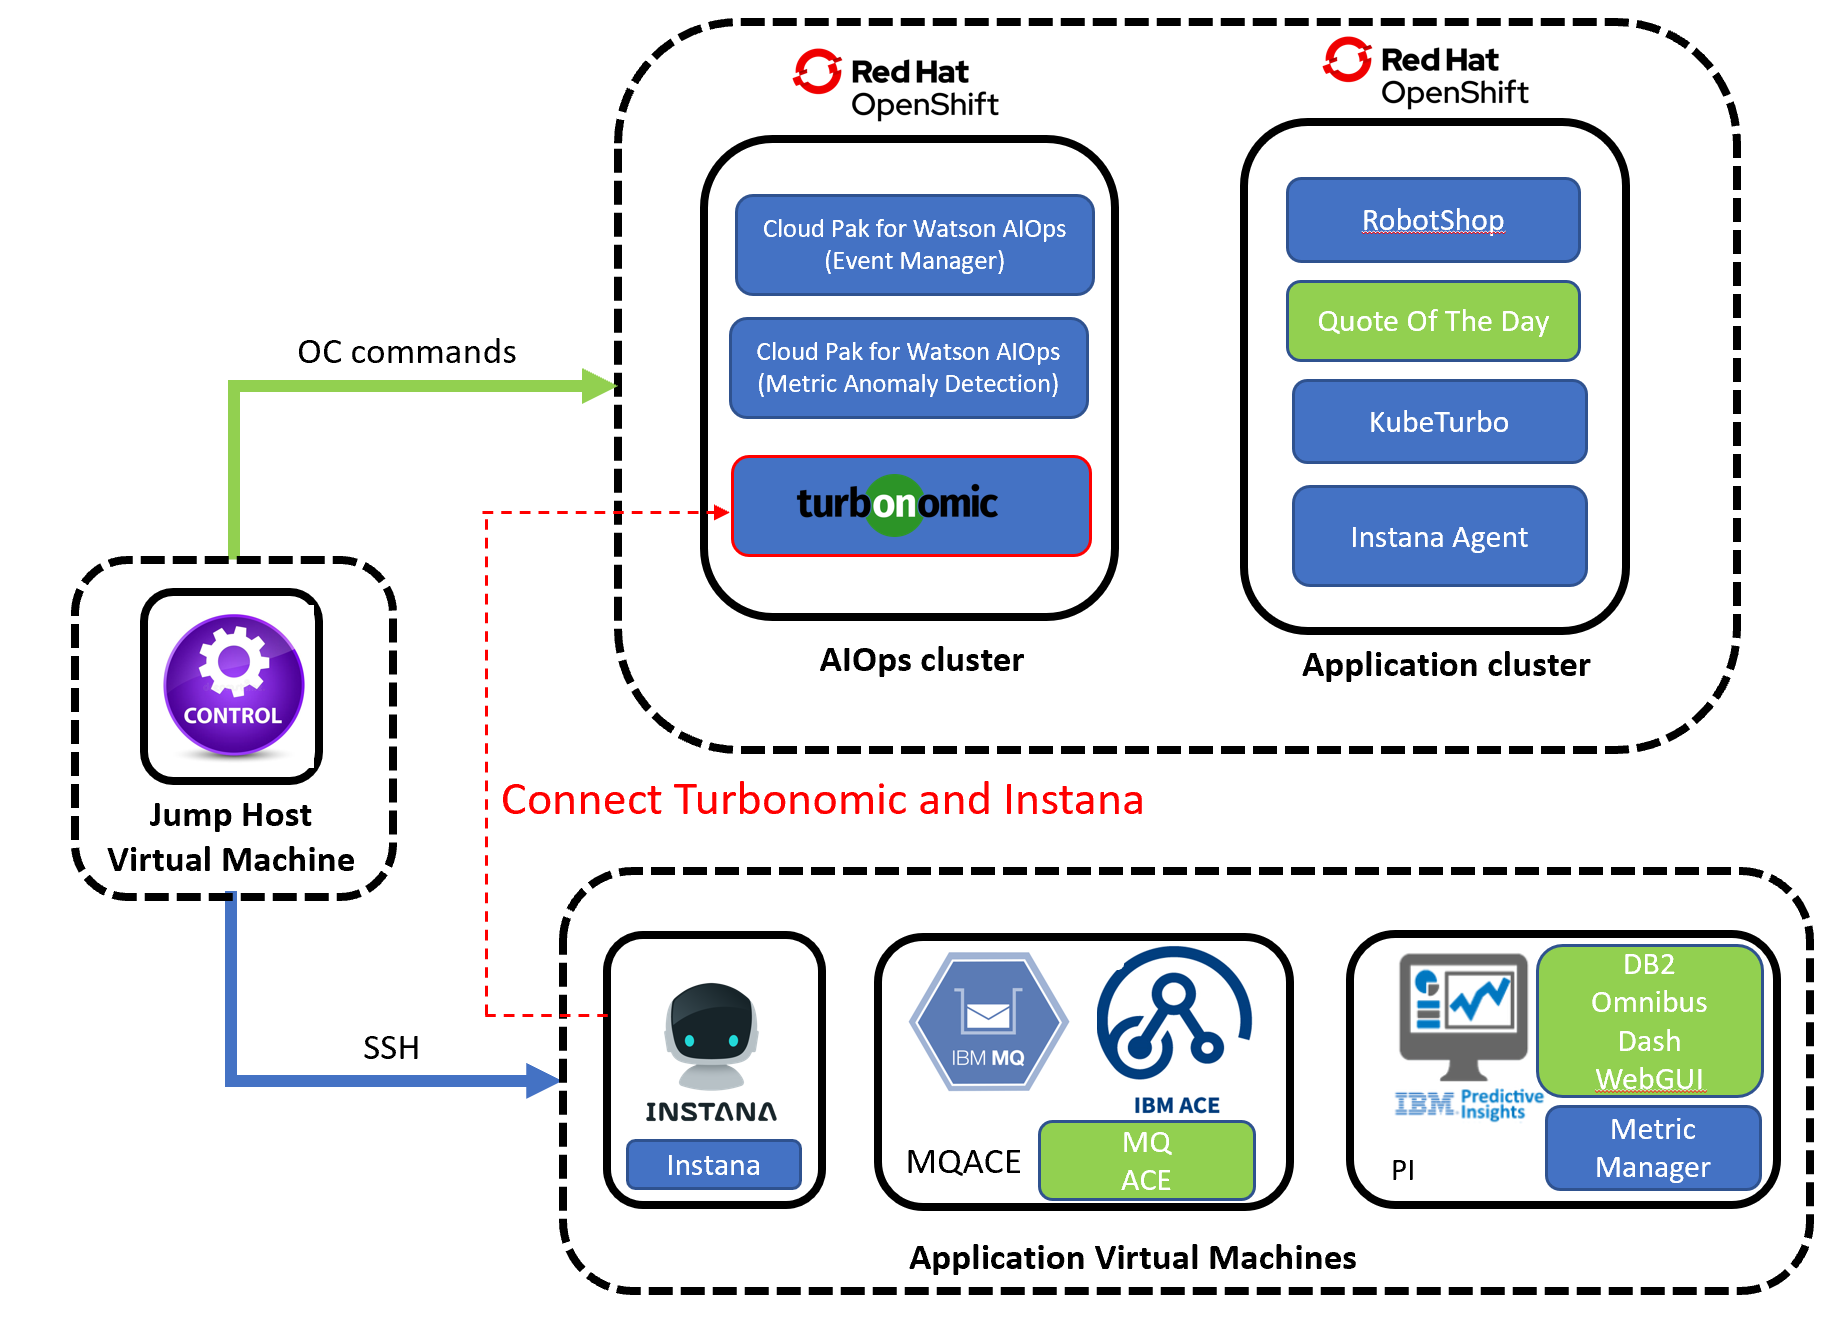 Red Hat
OpenShift
Red Hat
OpenShift
Cloud Pak for Watson AIOps
(Event Manager)
Cloud Pak for Watson AIOps
(Metric Anomaly Detection)
turbonomic
AIOps cluster
RobotShop
Quote Of The Day
KubeTurbo
Instana Agent
Application cluster
OC commands
CONTROL
Jump Host
Virtual Machine
Connect Turbonomic and Instana
SSH
INSTANA
Instana
IBM MQ
IBM ACE
MQACE
MQ
ACE
IBM Predictive
Insights
PI
DB2
Omnibus
Dash
WebGUI
Metric
Manager
Application Virtual Machines